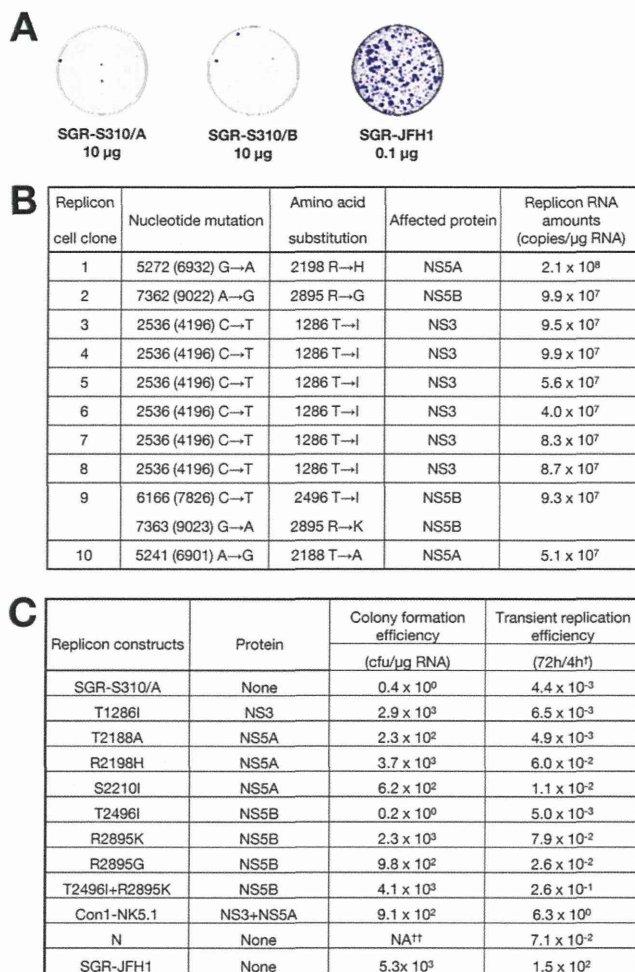 A
SGR-S310/A
10 µg
SGR-S310/B
10 µg
SGR-JFH1
0.1 µg
B
Replicon cell clone | Nucleotide mutation | Amino acid substitution | Affected protein | Replicon RNA amounts (copies/µg RNA)
1 | 5272 (6932) G→A | 2198 R→H | NS5A | 2.1 x 10⁸
2 | 7362 (9022) A→G | 2895 R→G | NS5B | 9.9 x 10⁷
3 | 2536 (4196) C→T | 1286 T→I | NS3 | 9.5 x 10⁷
4 | 2536 (4196) C→T | 1286 T→I | NS3 | 9.9 x 10⁷
5 | 2536 (4196) C→T | 1286 T→I | NS3 | 5.6 x 10⁷
6 | 2536 (4196) C→T | 1286 T→I | NS3 | 4.0 x 10⁷
7 | 2536 (4196) C→T | 1286 T→I | NS3 | 8.3 x 10⁷
8 | 2536 (4196) C→T | 1286 T→I | NS3 | 8.7 x 10⁷
9 | 6166 (7826) C→T | 2496 T→I | NS5B | 9.3 x 10⁷
7363 (9023) G→A | 2895 R→K | NS5B
10 | 5241 (6901) A→G | 2188 T→A | NS5A | 5.1 x 10⁷
C
Replicon constructs | Protein | Colony formation efficiency | Transient replication efficiency
(cfu/µg RNA) | (72h/4h†)
SGR-S310/A | None | 0.4 x 10⁰ | 4.4 x 10⁻³
T1286I | NS3 | 2.9 x 10³ | 6.5 x 10⁻³
T2188A | NS5A | 2.3 x 10² | 4.9 x 10⁻³
R2198H | NS5A | 3.7 x 10³ | 6.0 x 10⁻²
S2210I | NS5A | 6.2 x 10² | 1.1 x 10⁻²
T2496I | NS5B | 0.2 x 10⁰ | 5.0 x 10⁻³
R2895K | NS5B | 2.3 x 10³ | 7.9 x 10⁻²
R2895G | NS5B | 9.8 x 10² | 2.6 x 10⁻²
T2496I+R2895K | NS5B | 4.1 x 10³ | 2.6 x 10⁻¹
Con1-NK5.1 | NS3+NS5A | 9.1 x 10² | 6.3 x 10⁰
N | None | NA†† | 7.1 x 10⁻²
SGR-JFH1 | None | 5.3x 10³ | 1.5 x 10²